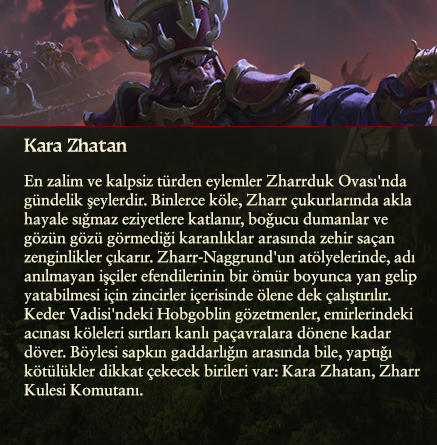 Kara Zhatan
En zalim ve kalpsiz türden eylemler Zharrduk Ovası'nda
gündelik şeylerdir. Binlerce köle, Zharr çukurlarında akla
hayale sığmaz eziyetlere katlanır, boğucu dumanlar ve
gözün gözü görmediği karanlıklar arasında zehir saçan
zenginlikler çıkarır. Zharr-Naggrund'un atölyelerinde, adı
anılmayan işçiler efendilerinin bir ömür boyunca yan gelip
yatabilmesi için zincirler içerisinde ölene dek çalıştırılır.
Keder Vadisi'ndeki Hobgoblin gözetmenler, emirlerindeki
acınası köleleri sırtları kanlı paçavralara dönene kadar
döver. Böylesi sapkın gaddarlığın arasında bile, yaptığı
kötülükler dikkat çekecek birileri var: Kara Zhatan, Zharr
Kulesi Komutanı.